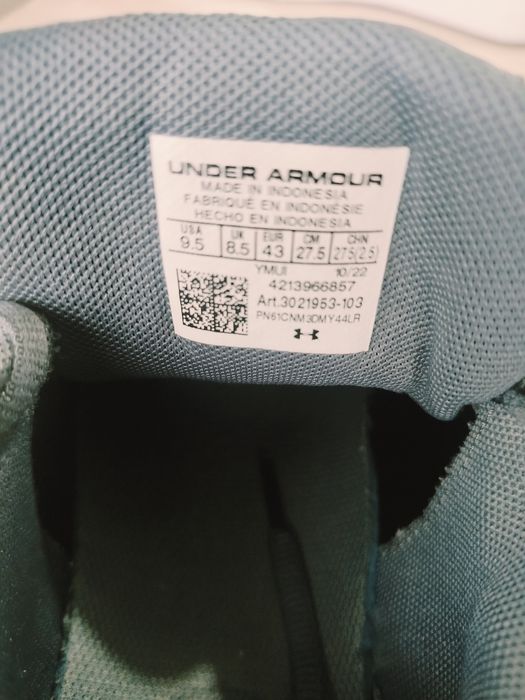 UNDER ARMOUR
MADE IN INDONESIA
FABRIQUÉ EN INDONÉSIE
HECHO EN INDONESIA
USA UK EUR CM CHN
9.5 8.5 43 27.5 275(2.5)
YMUI 10/22
4213966857
Art.3021953-103
PN61CNM3DMY44LR